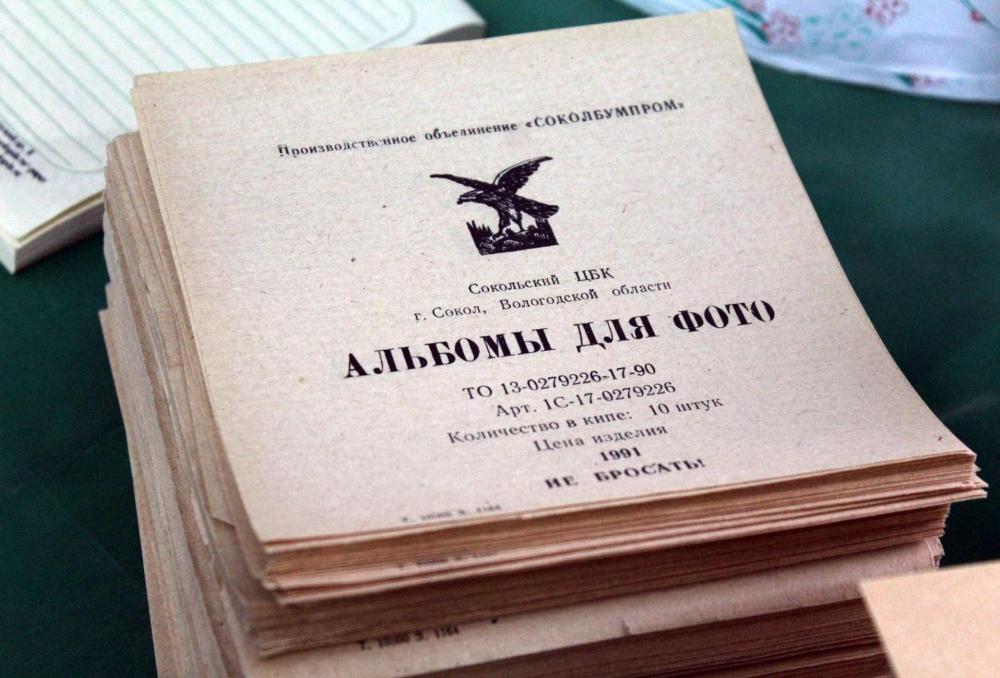 Производственное объединение «СОКОЛБУМПРОМ»
Сокольский ЦБК
г. Сокол, Вологодской области
АЛЬБОМЫ ДЛЯ ФОТО
ТО 13-0279226-17-90
Арт. 1С-17-0279226
Количество в кипе: 10 штук
Цена изделия
1991
НЕ БРОСАТЬ!